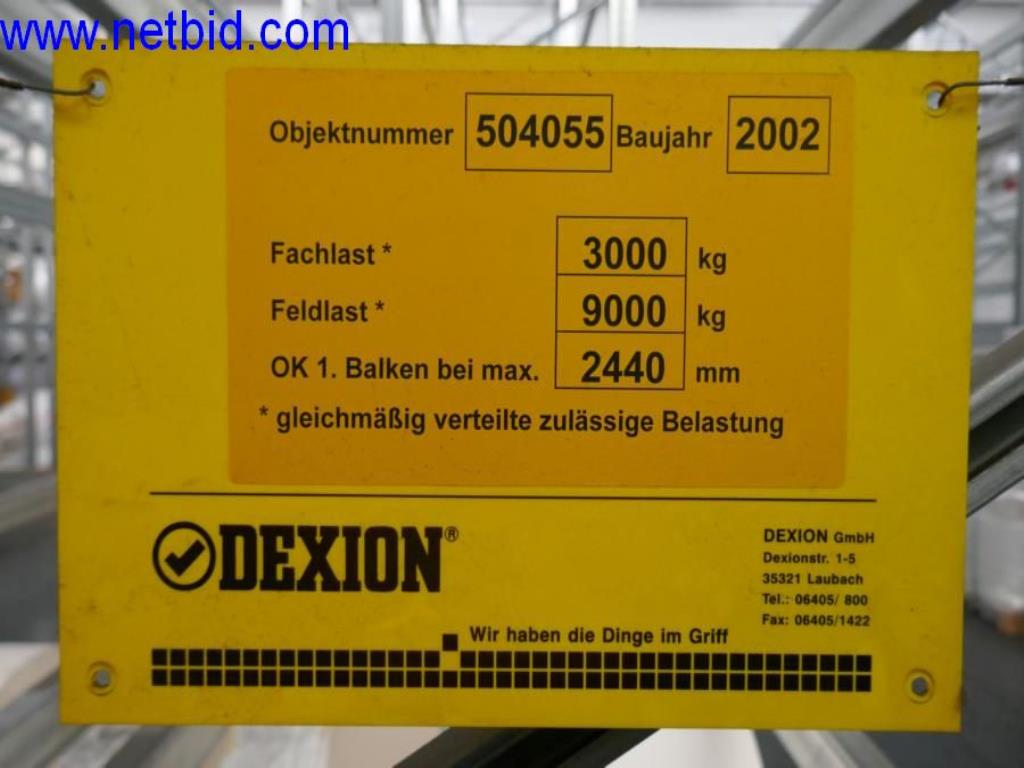 www.netbid.com
Objektnummer 504055 Baujahr 2002
Fachlast * 3000 kg
Feldlast * 9000 kg
OK 1. Balken bei max. 2440 mm
* gleichmäßig verteilte zulässige Belastung
DEXION®
DEXION GmbH
Dexionstr. 1-5
35321 Laubach
Tel.: 06405/ 800
Fax: 06405/1422
Wir haben die Dinge im Griff